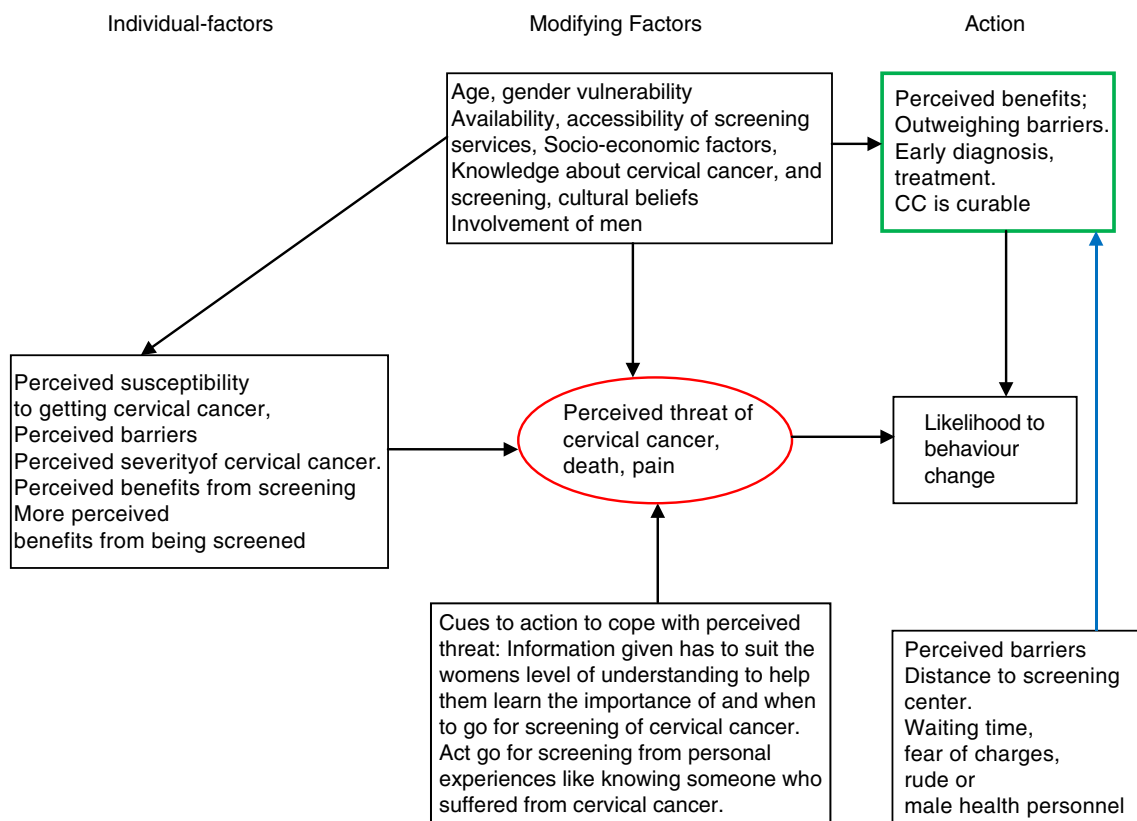 Individual-factors
Modifying Factors
Action
Age, gender vulnerability
Availability, accessibility of screening
services, Socio-economic factors,
Knowledge about cervical cancer, and
screening, cultural beliefs
Involvement of men
Perceived benefits;
Outweighing barriers.
Early diagnosis,
treatment.
CC is curable
Perceived susceptibility
to getting cervical cancer,
Perceived barriers
Perceived severityof cervical cancer.
Perceived benefits from screening
More perceived
benefits from being screened
Perceived threat of
cervical cancer,
death, pain
Likelihood to
behaviour
change
Cues to action to cope with perceived
threat: Information given has to suit the
womens level of understanding to help
them learn the importance of and when
to go for screening of cervical cancer.
Act go for screening from personal
experiences like knowing someone who
suffered from cervical cancer.
Perceived barriers
Distance to screening
center.
Waiting time,
fear of charges,
rude or
male health personnel